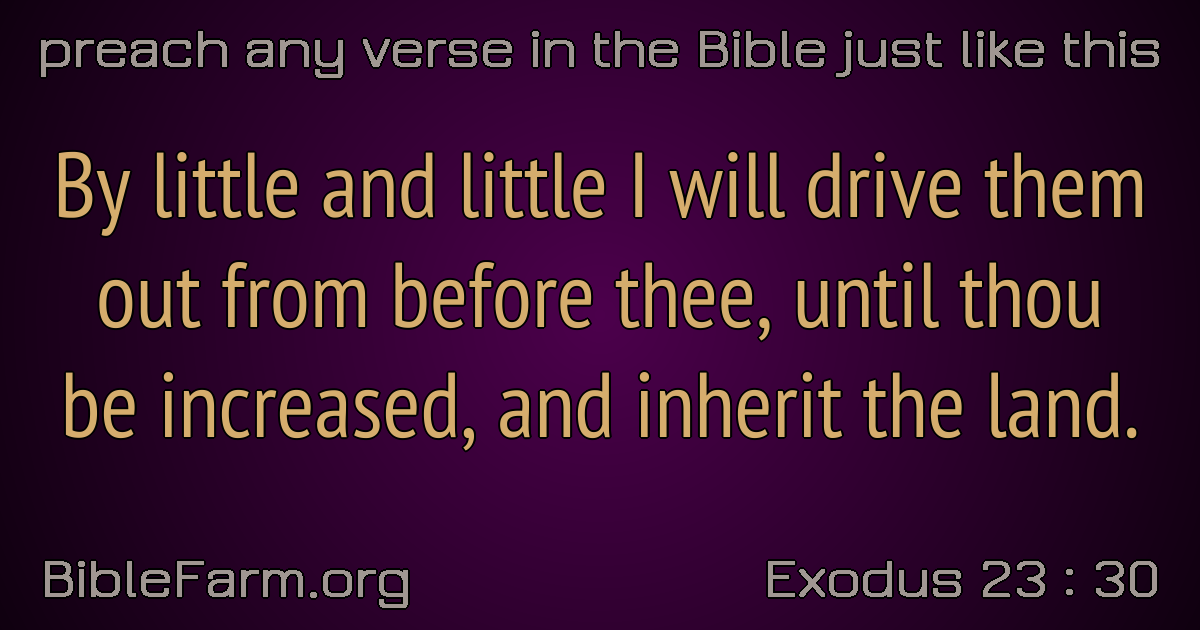 preach any verse in the Bible just like this
By little and little I will drive them
out from before thee, until thou
be increased, and inherit the land.
BibleFarm.org
Exodus 23 : 30